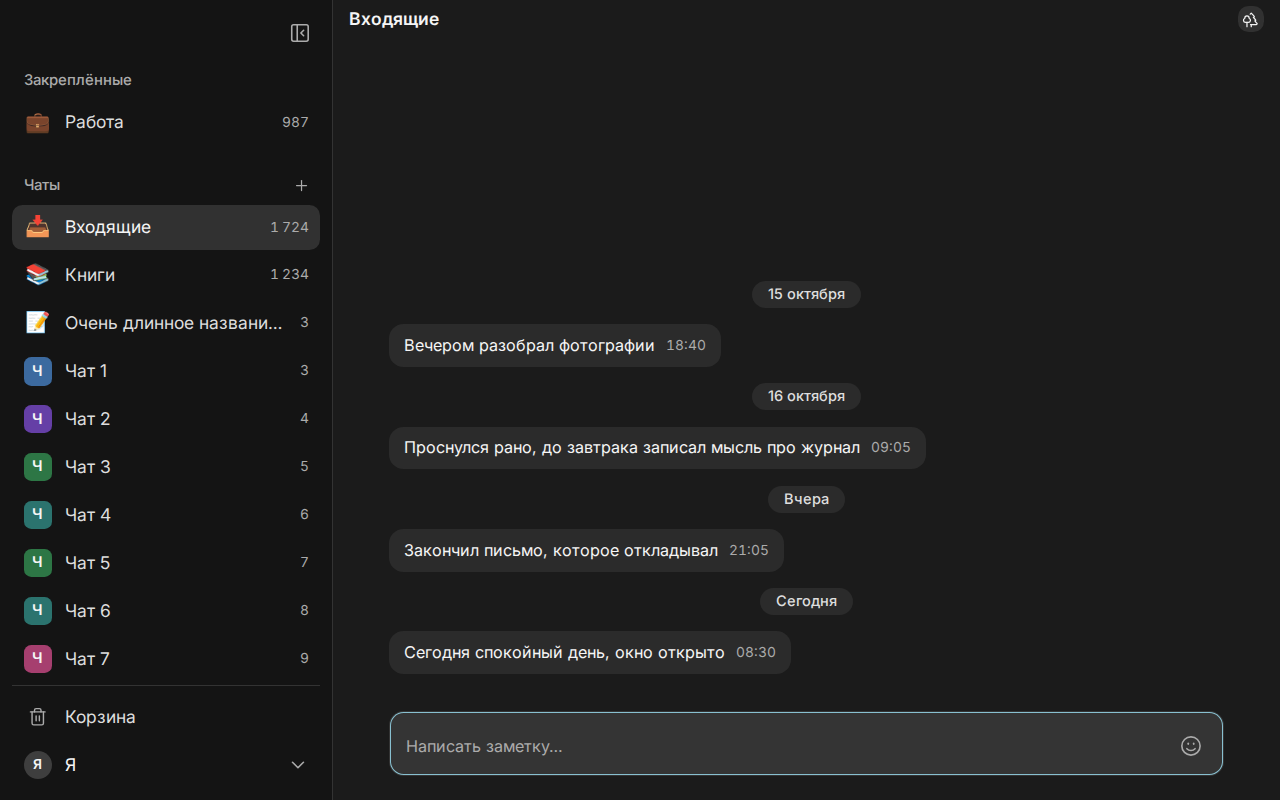 Закреплённые
Работа 987
Чаты
Входящие 1 724
Книги 1 234
Очень длинное названи... 3
Ч Чат 1 3
Ч Чат 2 4
Ч Чат 3 5
Ч Чат 4 6
Ч Чат 5 7
Ч Чат 6 8
Ч Чат 7 9
Корзина
Я Я
Входящие
15 октября
Вечером разобрал фотографии 18:40
16 октября
Проснулся рано, до завтрака записал мысль про журнал 09:05
Вчера
Закончил письмо, которое откладывал 21:05
Сегодня
Сегодня спокойный день, окно открыто 08:30
Написать заметку...